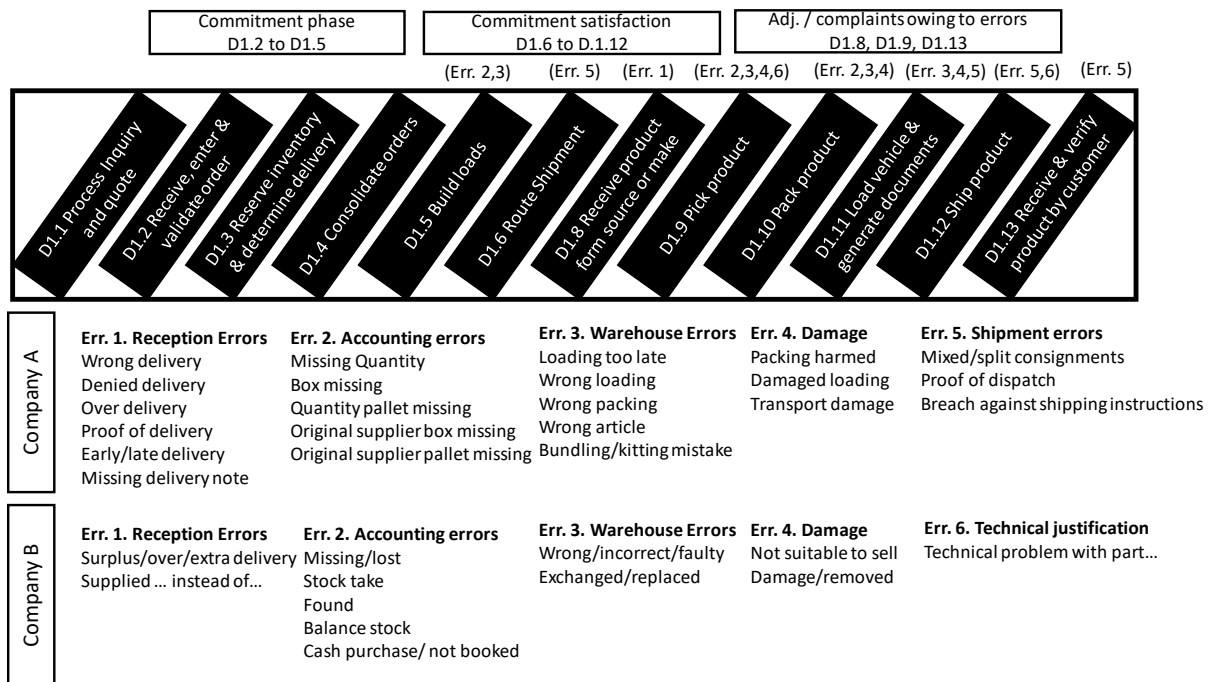 Commitment phase
D1.2 to D1.5
Commitment satisfaction
D1.6 to D.1.12
Adj. / complaints owing to errors
D1.8, D1.9, D1.13
(Err. 2,3)
(Err. 5)
(Err. 1)
(Err. 2,3,4,6)
(Err. 2,3,4)
(Err. 3,4,5)
(Err. 5,6)
(Err. 5)
D1.1 Process Inquiry
and quote
D1.2 Receive, enter &
validate order
D1.3 Reserve inventory
& determine delivery
D1.4 Consolidate orders
D1.5 Build loads
D1.6 Route Shipment
D1.8 Receive product
form source or make
D1.9 Pick product
D1.10 Pack product
D1.11 Load vehicle &
generate documents
D1.12 Ship product
D1.13 Receive & verify
product by customer
Company A
Err. 1. Reception Errors
Wrong delivery
Denied delivery
Over delivery
Proof of delivery
Early/late delivery
Missing delivery note
Err. 2. Accounting errors
Missing Quantity
Box missing
Quantity pallet missing
Original supplier box missing
Original supplier pallet missing
Err. 3. Warehouse Errors
Loading too late
Wrong loading
Wrong packing
Wrong article
Bundling/kitting mistake
Err. 4. Damage
Packing harmed
Damaged loading
Transport damage
Err. 5. Shipment errors
Mixed/split consignments
Proof of dispatch
Breach against shipping instructions
Company B
Err. 1. Reception Errors
Surplus/over/extra delivery
Supplied ... instead of...
Err. 2. Accounting errors
Missing/lost
Stock take
Found
Balance stock
Cash purchase/ not booked
Err. 3. Warehouse Errors
Wrong/incorrect/faulty
Exchanged/replaced
Err. 4. Damage
Not suitable to sell
Damage/removed
Err. 6. Technical justification
Technical problem with part...